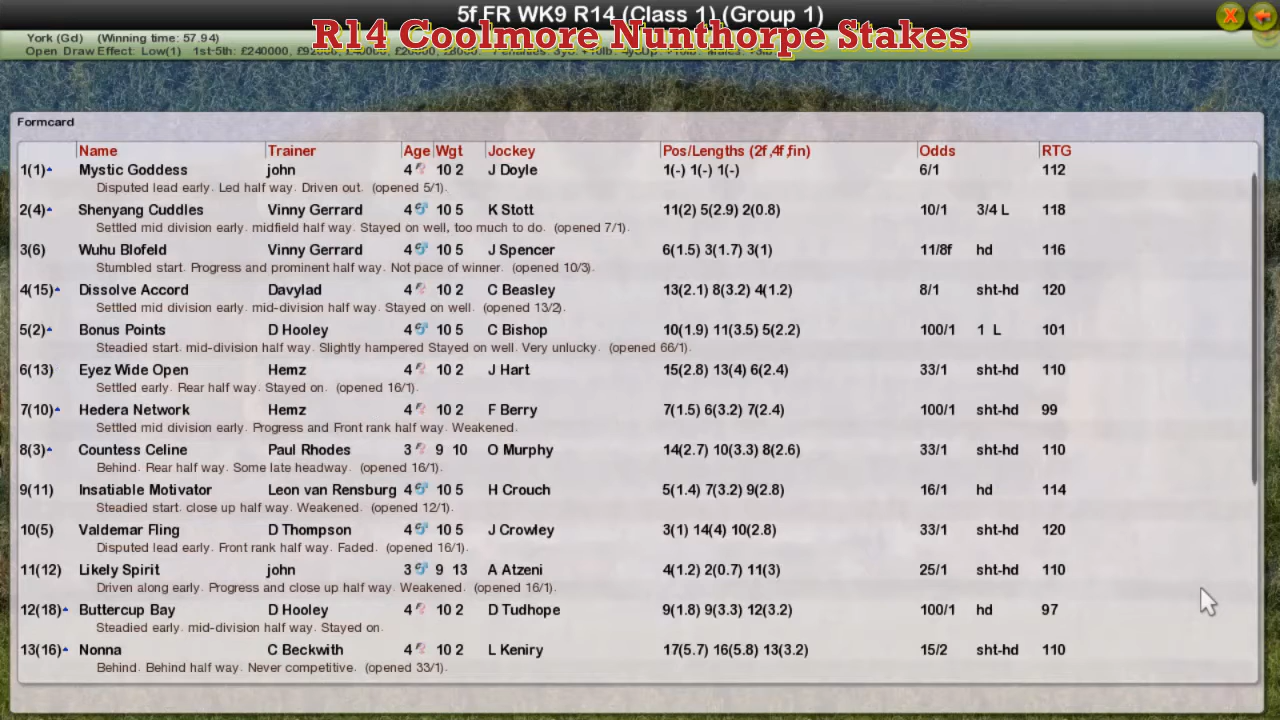 5f FR WK9 R14 (Class 1) (Group 1)
R14 Coolmore Nunthorpe Stakes
York (Gd) (Winning time: 57.94)
Open Draw Effect: Low(1) 1st-5th: £240000,
Formcard
Name Trainer Age Wgt Jockey Pos/Lengths (2f,4f,fin) Odds RTG
1(1) Mystic Goddess john 4 10 2 J Doyle 1(-) 1(-) 1(-) 6/1 112
Disputed lead early. Led half way. Driven out. (opened 5/1).
2(4) Shenyang Cuddles Vinny Gerrard 4 10 5 K Stott 11(2) 5(2.9) 2(0.8) 10/1 3/4 L 118
Settled mid division early. midfield half way. Stayed on well, too much to do. (opened 7/1).
3(6) Wuhu Blofeld Vinny Gerrard 4 10 5 J Spencer 6(1.5) 3(1.7) 3(1) 11/8f hd 116
Stumbled start. Progress and prominent half way. Not pace of winner. (opened 10/3).
4(15) Dissolve Accord Davylad 4 10 2 C Beasley 13(2.1) 8(3.2) 4(1.2) 8/1 sht-hd 120
Settled mid division early. mid-division half way. Stayed on well. (opened 13/2).
5(2) Bonus Points D Hooley 4 10 5 C Bishop 10(1.9) 11(3.5) 5(2.2) 100/1 1 L 101
Steadied start. mid-division half way. Slightly hampered Stayed on well. Very unlucky. (opened 66/1).
6(13) Eyez Wide Open Hemz 4 10 2 J Hart 15(2.8) 13(4) 6(2.4) 33/1 sht-hd 110
Settled early. Rear half way. Stayed on. (opened 16/1).
7(10) Hedera Network Hemz 4 10 2 F Berry 7(1.5) 6(3.2) 7(2.4) 100/1 sht-hd 99
Settled mid division early. Progress and Front rank half way. Weakened.
8(3) Countess Celine Paul Rhodes 3 9 10 O Murphy 14(2.7) 10(3.3) 8(2.6) 33/1 sht-hd 110
Behind. Rear half way. Some late headway. (opened 16/1).
9(11) Insatiable Motivator Leon van Rensburg 4 10 5 H Crouch 5(1.4) 7(3.2) 9(2.8) 16/1 hd 114
Steadied start. close up half way. Weakened. (opened 12/1).
10(5) Valdemar Fling D Thompson 4 10 5 J Crowley 3(1) 14(4) 10(2.8) 33/1 sht-hd 120
Disputed lead early. Front rank half way. Faded. (opened 16/1).
11(12) Likely Spirit john 3 9 13 A Atzeni 4(1.2) 2(0.7) 11(3) 25/1 sht-hd 110
Driven along early. Progress and close up half way. Weakened. (opened 16/1).
12(18) Buttercup Bay D Hooley 4 10 2 D Tudhope 9(1.8) 9(3.3) 12(3.2) 100/1 hd 97
Steadied early. mid-division half way. Stayed on.
13(16) Nonna C Beckwith 4 10 2 L Keniry 17(5.7) 16(5.8) 13(3.2) 15/2 sht-hd 110
Behind. Behind half way. Never competitive. (opened 33/1).